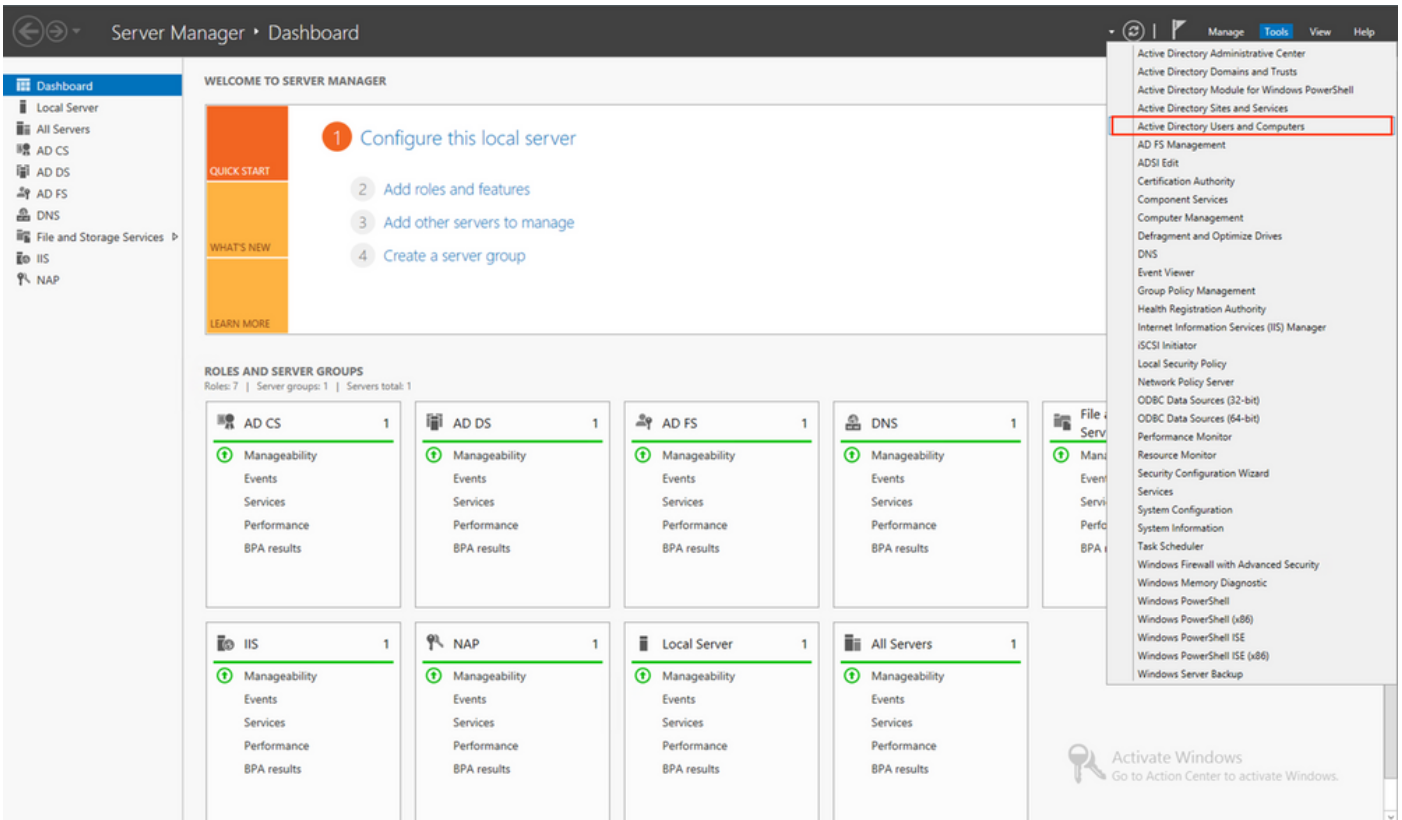 Server Manager ‣ Dashboard
Manage Tools View Help
Dashboard
Local Server
All Servers
AD CS
AD DS
AD FS
DNS
File and Storage Services
IIS
NAP
WELCOME TO SERVER MANAGER
QUICK START
WHAT'S NEW
LEARN MORE
1 Configure this local server
2 Add roles and features
3 Add other servers to manage
4 Create a server group
Active Directory Administrative Center
Active Directory Domains and Trusts
Active Directory Module for Windows PowerShell
Active Directory Sites and Services
Active Directory Users and Computers
AD FS Management
ADSI Edit
Certification Authority
Component Services
Computer Management
Defragment and Optimize Drives
DNS
Event Viewer
Group Policy Management
Health Registration Authority
Internet Information Services (IIS) Manager
iSCSI Initiator
Local Security Policy
Network Policy Server
ODBC Data Sources (32-bit)
ODBC Data Sources (64-bit)
Performance Monitor
Resource Monitor
Security Configuration Wizard
Services
System Configuration
System Information
Task Scheduler
Windows Firewall with Advanced Security
Windows Memory Diagnostic
Windows PowerShell
Windows PowerShell (x86)
Windows PowerShell ISE
Windows PowerShell ISE (x86)
Windows Server Backup
ROLES AND SERVER GROUPS
Roles: 7 | Server groups: 1 | Servers total: 1
AD CS 1
Manageability
Events
Services
Performance
BPA results
AD DS 1
Manageability
Events
Services
Performance
BPA results
AD FS 1
Manageability
Events
Services
Performance
BPA results
DNS 1
Manageability
Events
Services
Performance
BPA results
File
Serv
Mana
Event
Servi
Perfo
BPA
IIS 1
Manageability
Events
Services
Performance
BPA results
NAP 1
Manageability
Events
Services
Performance
BPA results
Local Server 1
Manageability
Events
Services
Performance
BPA results
All Servers 1
Manageability
Events
Services
Performance
BPA results
Activate Windows
Go to Action Center to activate Windows.